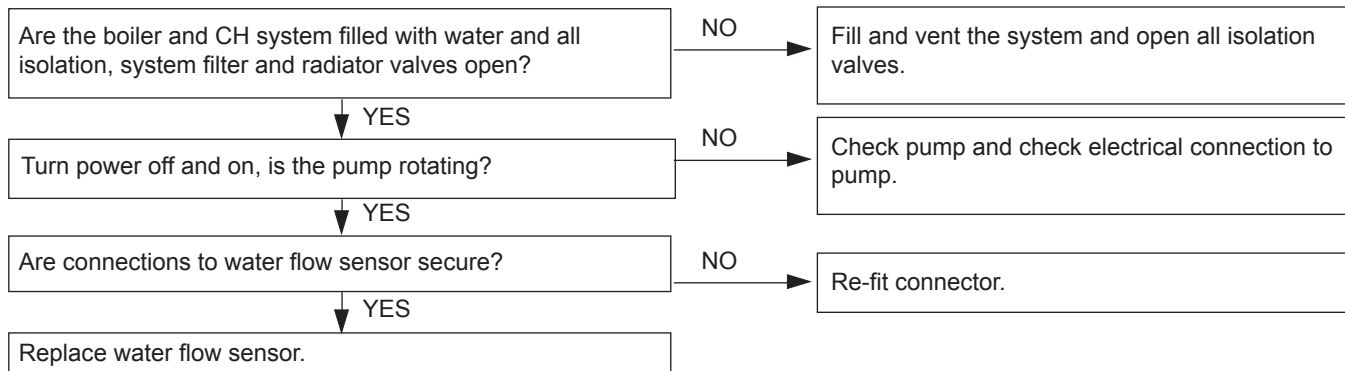 Are the boiler and CH system filled with water and all
isolation, system filter and radiator valves open?
NO
Fill and vent the system and open all isolation
valves.
YES
Turn power off and on, is the pump rotating?
NO
Check pump and check electrical connection to
pump.
YES
Are connections to water flow sensor secure?
NO
Re-fit connector.
YES
Replace water flow sensor.